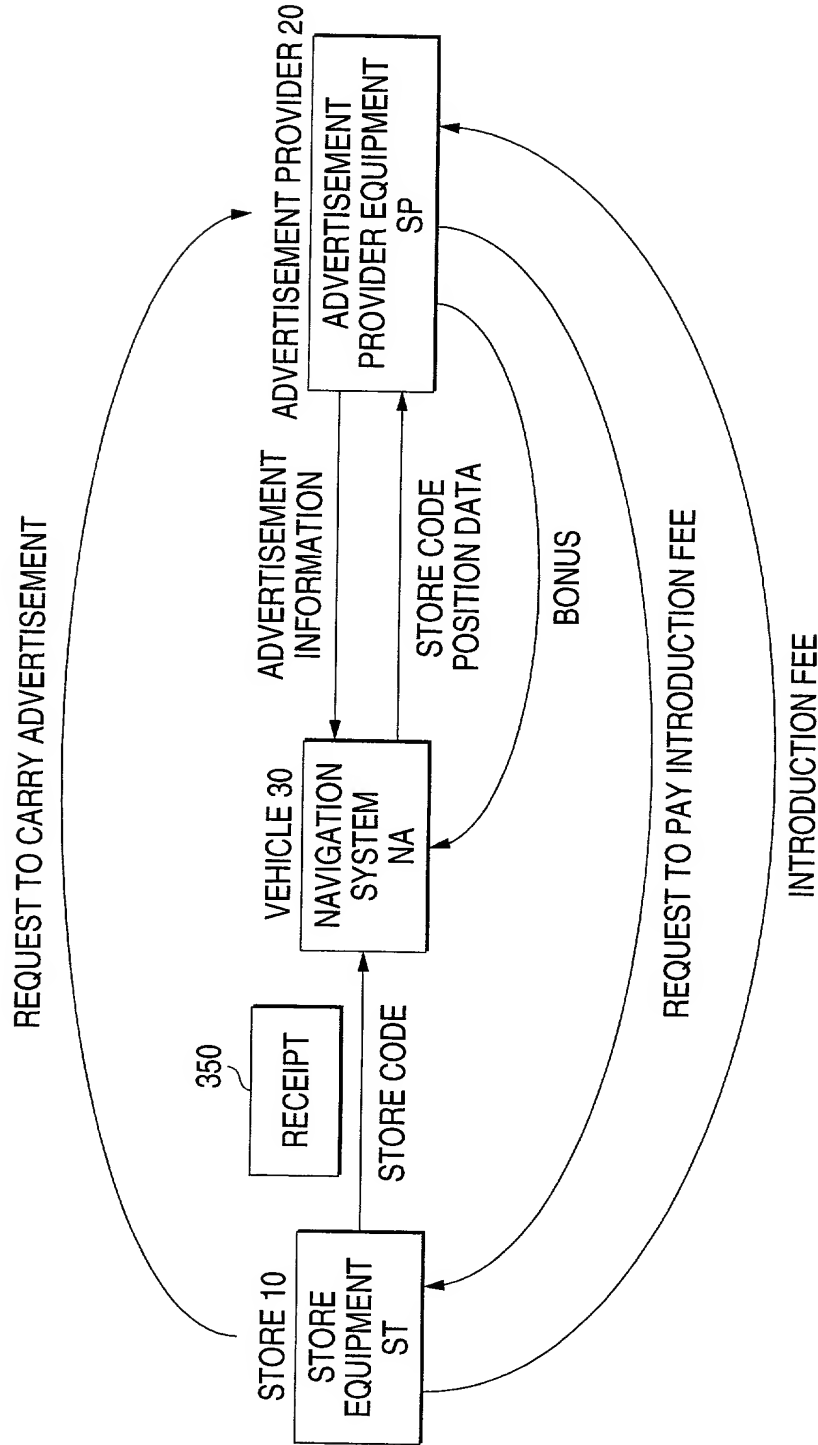 REQUEST TO CARRY ADVERTISEMENT
STORE 10
STORE
EQUIPMENT
ST
350
RECEIPT
STORE CODE
VEHICLE 30
NAVIGATION
SYSTEM
NA
ADVERTISEMENT
INFORMATION
STORE CODE
POSITION DATA
BONUS
ADVERTISEMENT PROVIDER 20
ADVERTISEMENT
PROVIDER EQUIPMENT
SP
REQUEST TO PAY INTRODUCTION FEE
INTRODUCTION FEE